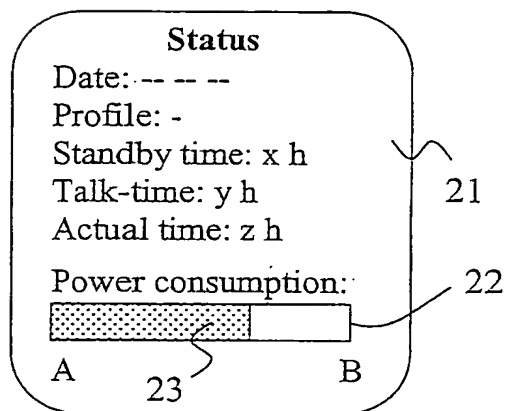 Status
Date: -- -- --
Profile: -
Standby time: x h
Talk-time: y h
Actual time: z h
Power consumption:
A B
21
22
23